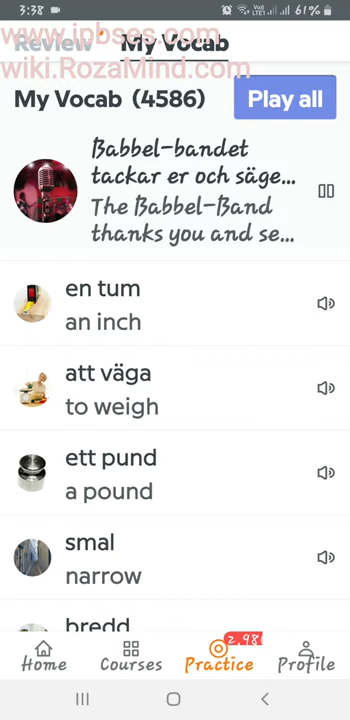 3:38
Voi)
LTE1
61%
www.ipbses.com
Review
My Vocab
wiki.RozaMind.com
My Vocab (4586)
Play all
Babbel-bandet
tackar er och säge...
The Babbel-Band
thanks you and se...
en tum
an inch
att väga
to weigh
ett pund
a pound
smal
narrow
bredd
2.98
Home
Courses
Practice
Profile